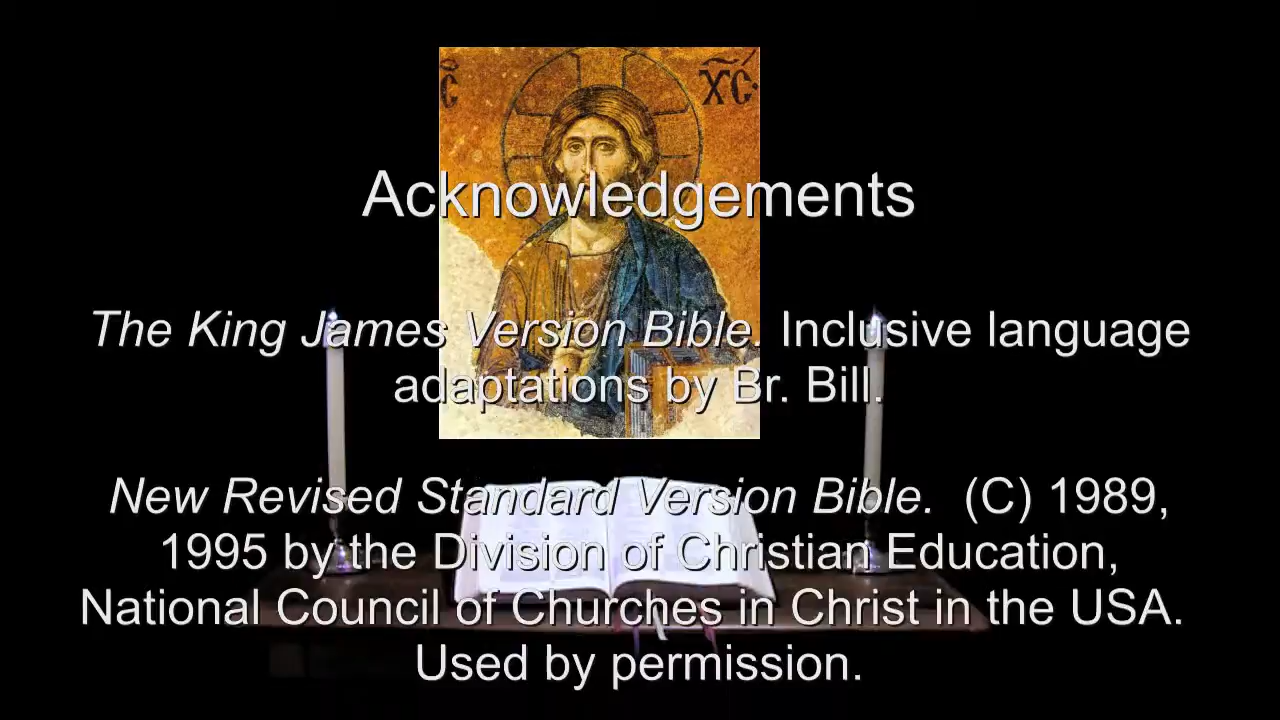 C̅
X̅C̅
Acknowledgements
The King James Version Bible. Inclusive language
adaptations by Br. Bill.
New Revised Standard Version Bible.  (C) 1989,
1995 by the Division of Christian Education,
National Council of Churches in Christ in the USA.
Used by permission.